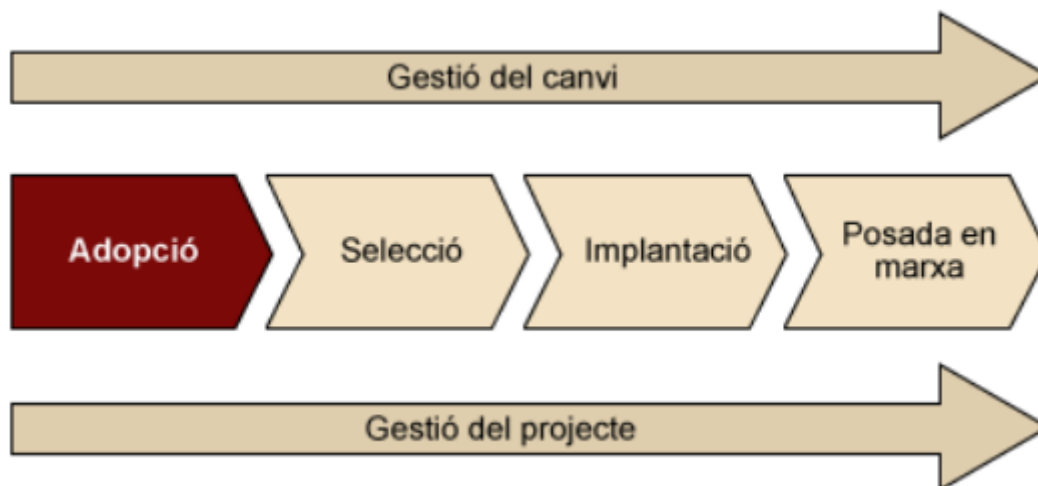 Gestió del canvi
Adopció
Selecció
Implantació
Posada en
marxa
Gestió del projecte